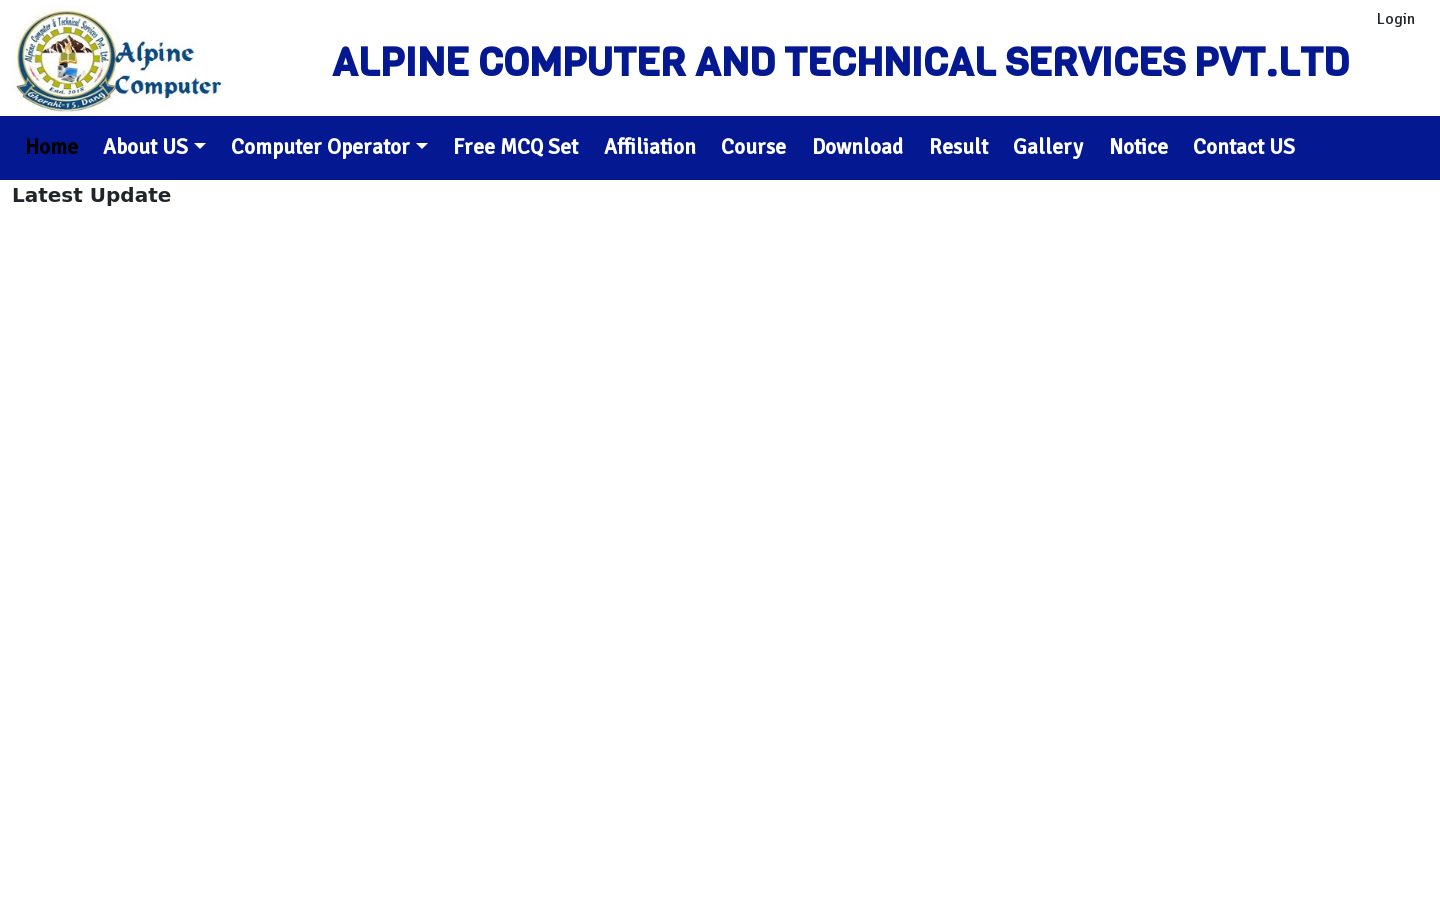 Login
Alpine Computer & Technical Services Pvt. Ltd.
Estd. 2015
Ghorahi-15, Dang
Alpine
Computer
ALPINE COMPUTER AND TECHNICAL SERVICES PVT.LTD
Home About US Computer Operator Free MCQ Set Affiliation Course Download Result Gallery Notice Contact US
Latest Update